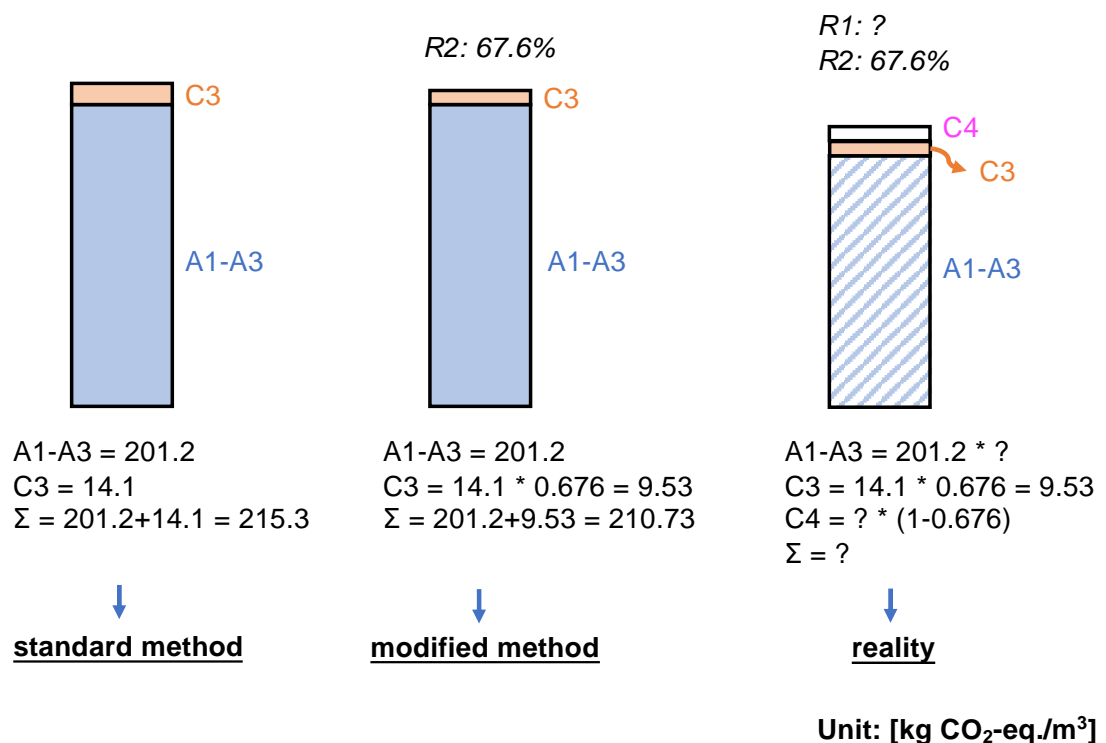 C3
A1-A3
A1-A3 = 201.2
C3 = 14.1
Σ = 201.2+14.1 = 215.3
standard method
R2: 67.6%
C3
A1-A3
A1-A3 = 201.2
C3 = 14.1 * 0.676 = 9.53
Σ = 201.2+9.53 = 210.73
modified method
R1: ?
R2: 67.6%
C4
C3
A1-A3
A1-A3 = 201.2 * ?
C3 = 14.1 * 0.676 = 9.53
C4 = ? * (1-0.676)
Σ = ?
reality
Unit: [kg CO₂-eq./m³]